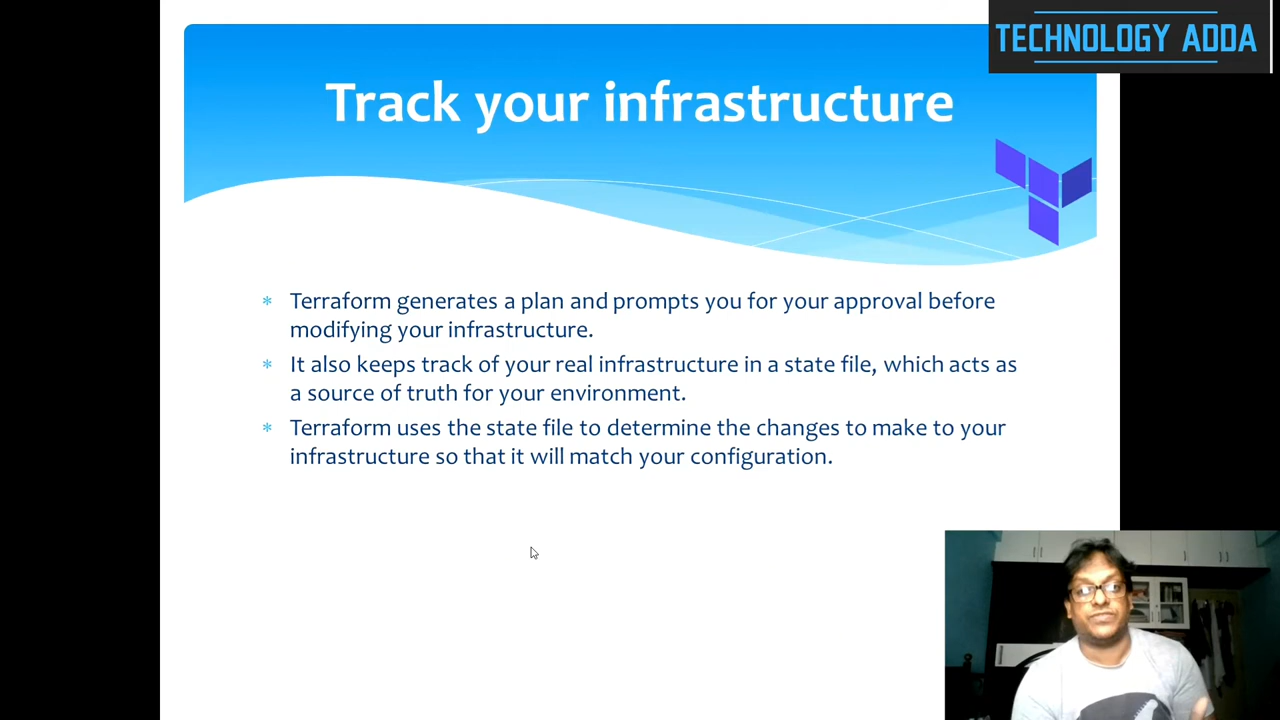 TECHNOLOGY ADDA
Track your infrastructure
* Terraform generates a plan and prompts you for your approval before
modifying your infrastructure.
* It also keeps track of your real infrastructure in a state file, which acts as
a source of truth for your environment.
* Terraform uses the state file to determine the changes to make to your
infrastructure so that it will match your configuration.